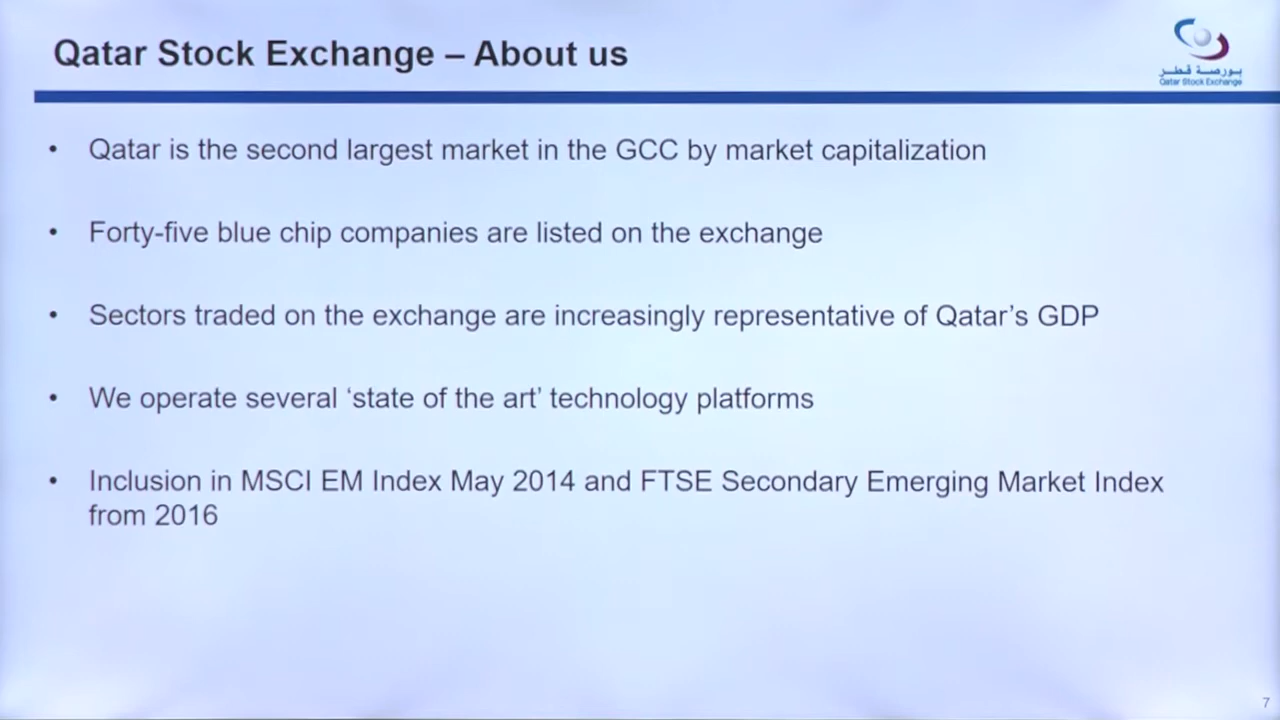 Qatar Stock Exchange – About us
بورصة قطر
Qatar Stock Exchange
• Qatar is the second largest market in the GCC by market capitalization
• Forty-five blue chip companies are listed on the exchange
• Sectors traded on the exchange are increasingly representative of Qatar’s GDP
• We operate several ‘state of the art’ technology platforms
• Inclusion in MSCI EM Index May 2014 and FTSE Secondary Emerging Market Index
from 2016
7